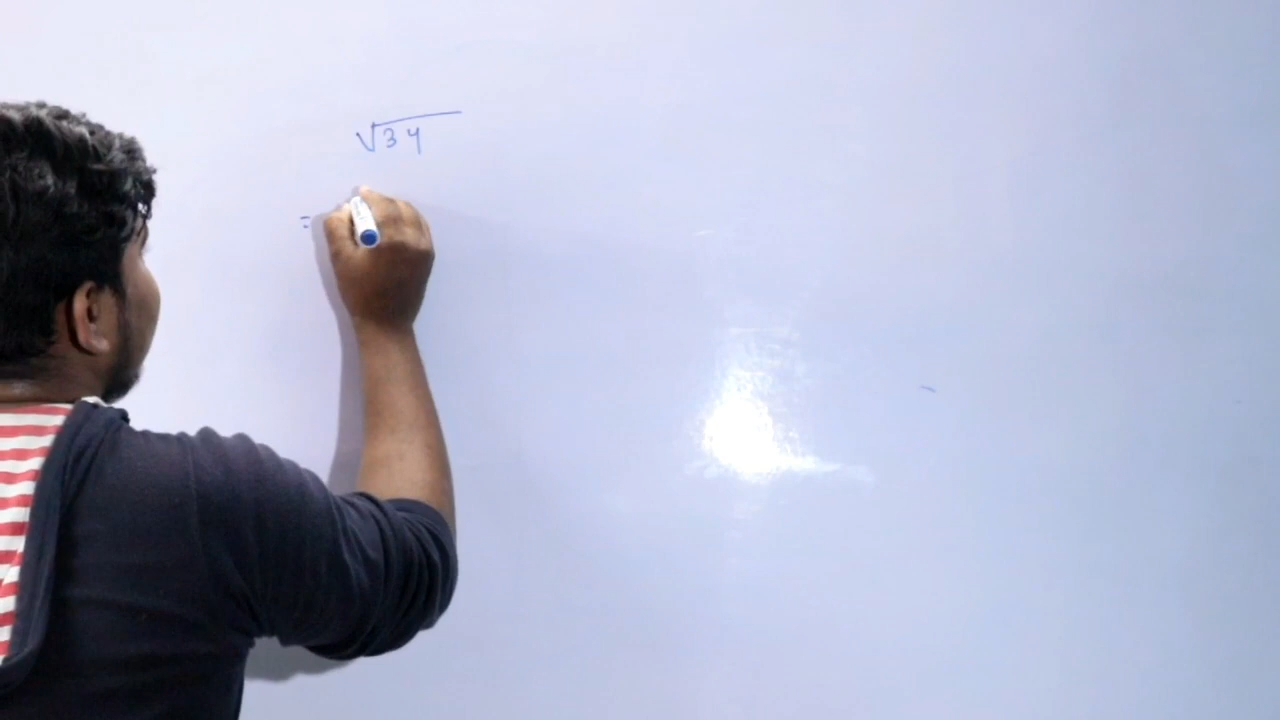 √34
=